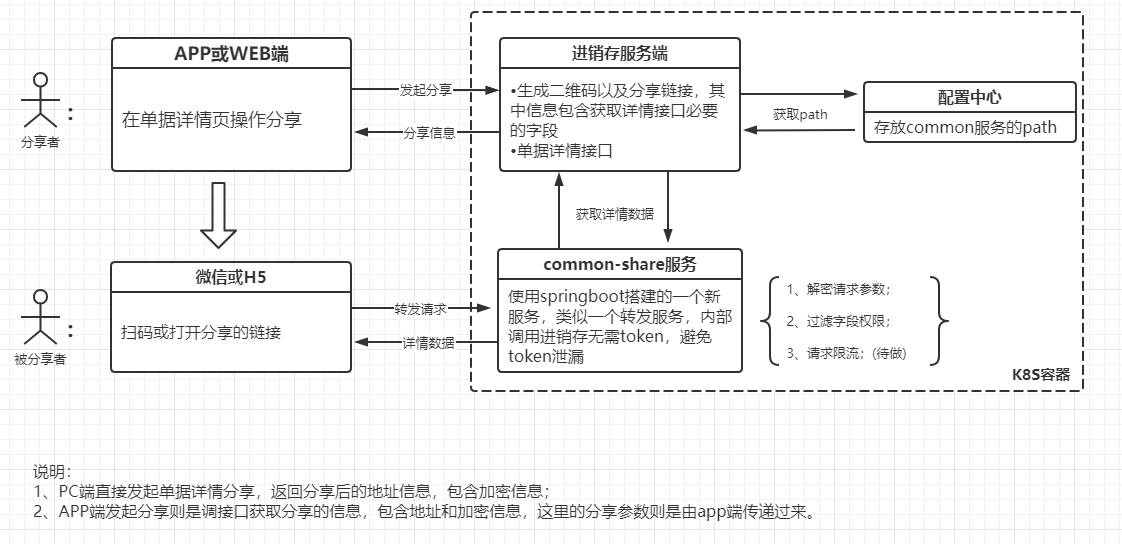 APP或WEB端
在单据详情页操作分享
分享者
：
发起分享
分享信息
进销存服务端
•生成二维码以及分享链接，其
中信息包含获取详情接口必要
的字段
•单据详情接口
获取path
配置中心
存放common服务的path
获取详情数据
微信或H5
扫码或打开分享的链接
被分享者
：
转发请求
详情数据
common-share服务
使用springboot搭建的一个新
服务，类似一个转发服务，内部
调用进销存无需token，避免
token泄漏
1、解密请求参数；
2、过滤字段权限；
3、请求限流；(待做)
K8S容器
说明：
1、PC端直接发起单据详情分享，返回分享后的地址信息，包含加密信息；
2、APP端发起分享则是调接口获取分享的信息，包含地址和加密信息，这里的分享参数则是由app端传递过来。